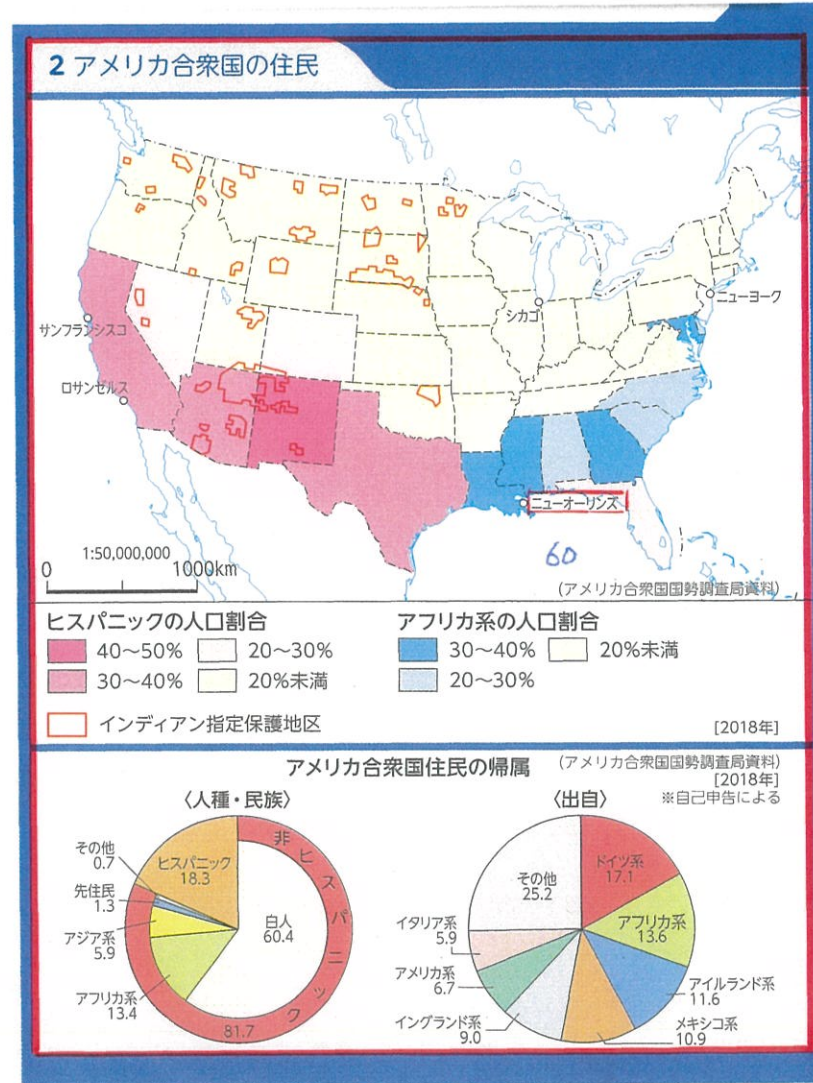 2 アメリカ合衆国の住民
シカゴ
ニューヨーク
サンフランシスコ
ロサンゼルス
ニューオーリンズ
60
1:50,000,000
0 1000km
(アメリカ合衆国国勢調査局資料)
ヒスパニックの人口割合 アフリカ系の人口割合
40～50% 20～30% 30～40% 20%未満
30～40% 20%未満 20～30%
インディアン指定保護地区 [2018年]
アメリカ合衆国住民の帰属 (アメリカ合衆国国勢調査局資料)
[2018年]
※自己申告による
〈人種・民族〉 〈出自〉
非ヒスパニック
81.7
ヒスパニック
18.3
白人
60.4
その他
0.7
先住民
1.3
アジア系
5.9
アフリカ系
13.4
ドイツ系
17.1
アフリカ系
13.6
アイルランド系
11.6
メキシコ系
10.9
イングランド系
9.0
アメリカ系
6.7
イタリア系
5.9
その他
25.2